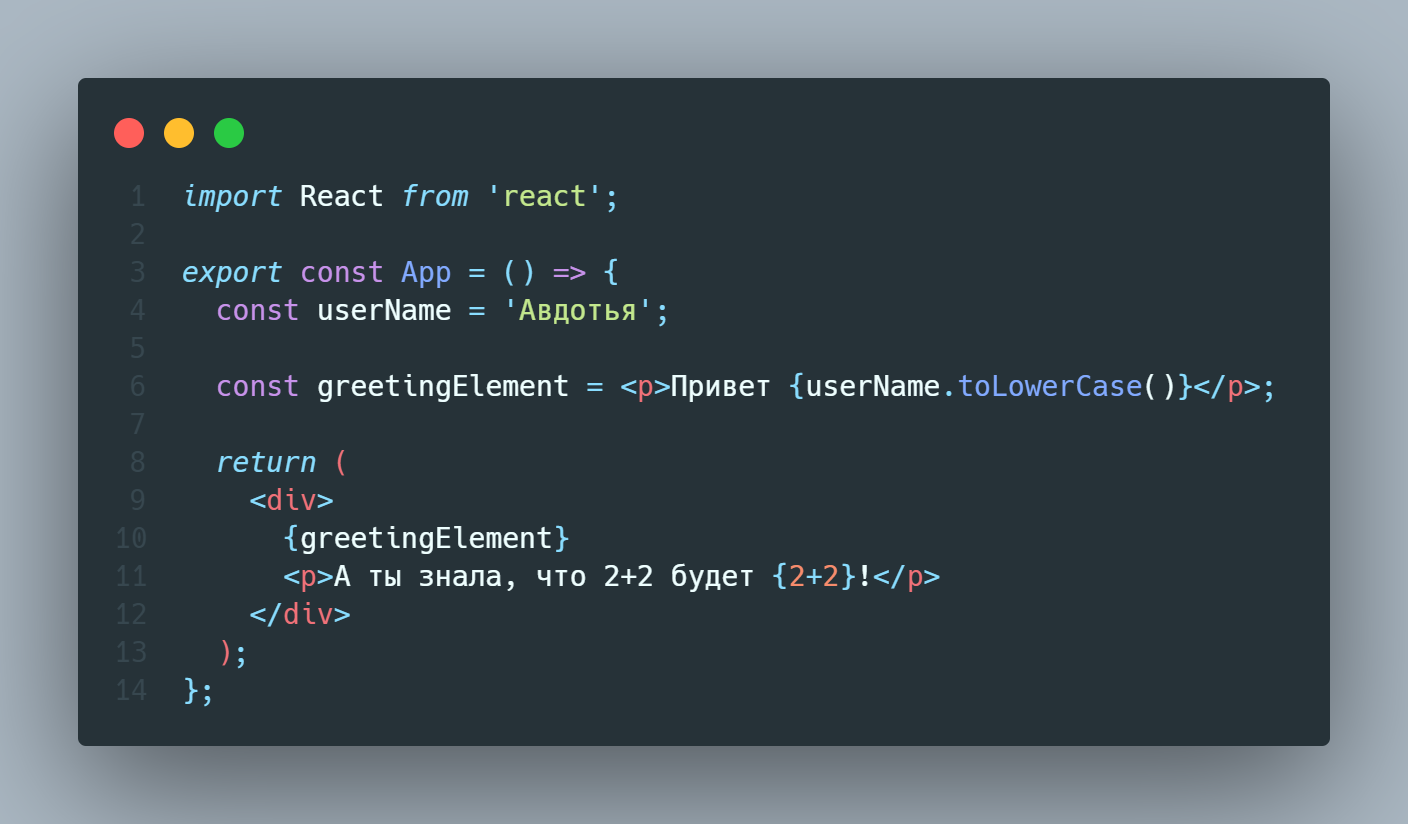 1 import React from 'react';
2
3 export const App = () => {
4   const userName = 'Авдотья';
5
6   const greetingElement = <p>Привет {userName.toLowerCase()}</p>;
7
8   return (
9     <div>
10       {greetingElement}
11       <p>А ты знала, что 2+2 будет {2+2}!</p>
12     </div>
13   );
14 };